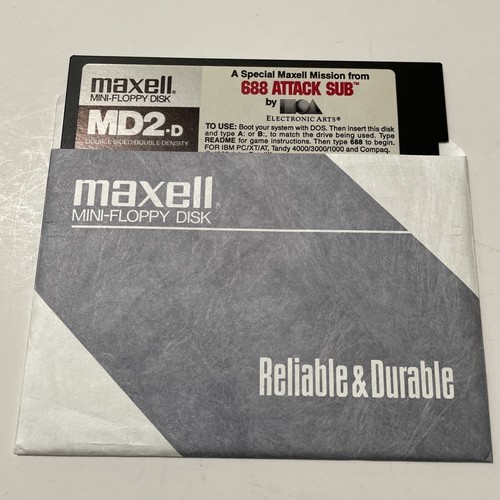 maxell®
MINI-FLOPPY DISK
MD2-D
DOUBLE SIDED/DOUBLE DENSITY
A Special Maxell Mission from
688 ATTACK SUB™
by
ELECTRONIC ARTS®
TO USE: Boot your system with DOS. Then insert this disk
and type A: or B:, to match the drive being used. Type
README for game instructions. Then type 688 to begin.
FOR IBM PC/XT/AT, Tandy 4000/3000/1000 and Compaq.
maxell®
MINI-FLOPPY DISK
Reliable & Durable